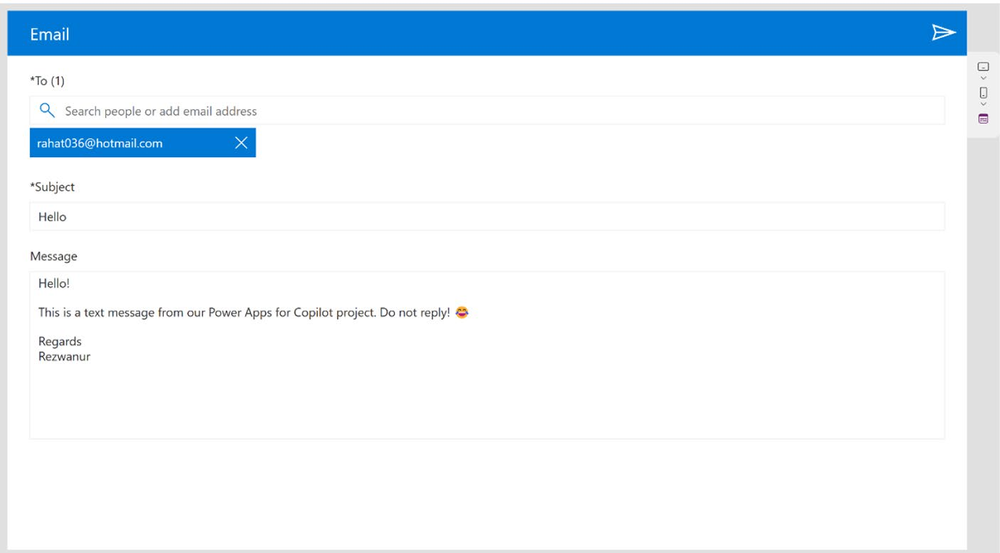 Email
*To (1)
Search people or add email address
rahat036@hotmail.com
*Subject
Hello
Message
Hello!
This is a text message from our Power Apps for Copilot project. Do not reply! 😂
Regards
Rezwanur